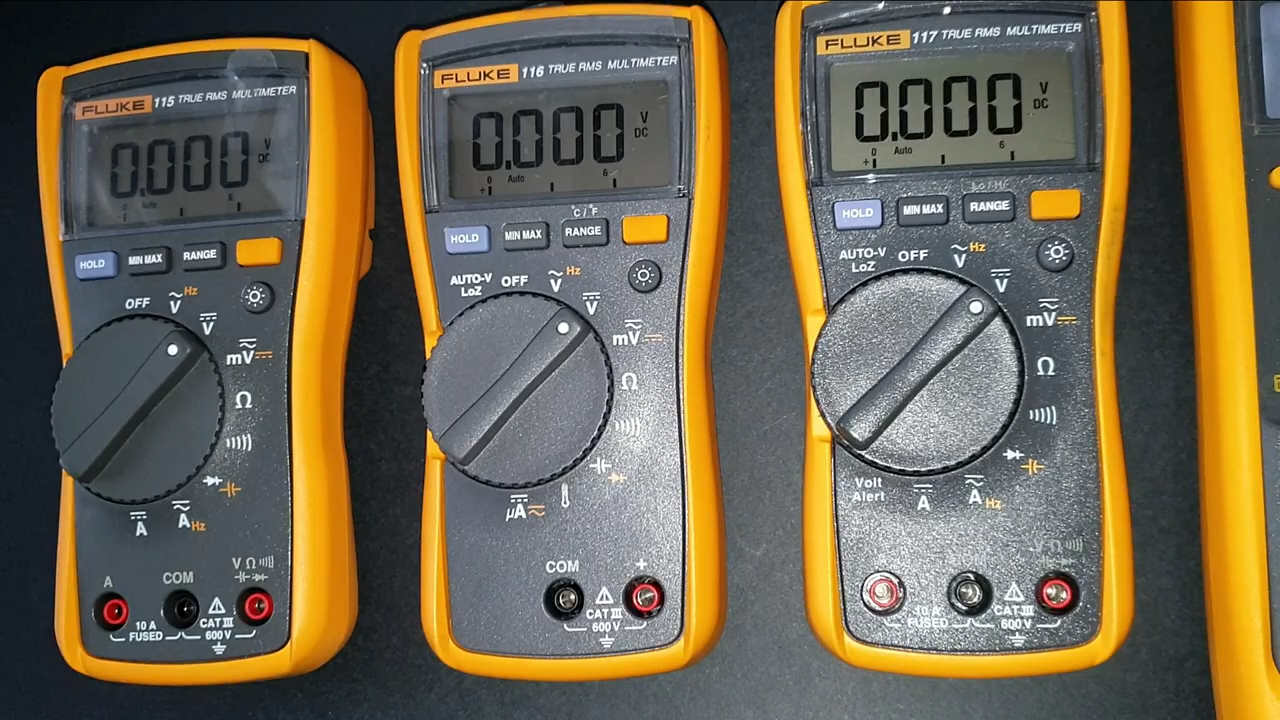 FLUKE 115 TRUE RMS MULTIMETER
0.000 V DC
Auto 6
HOLD MIN MAX RANGE
OFF
V Hz
V
mV
Ω
A
A Hz
A COM V Ω
10 A FUSED CAT III 600 V
FLUKE 116 TRUE RMS MULTIMETER
0.000 V DC
0 Auto 6
C / F
HOLD MIN MAX RANGE
AUTO-V LoZ OFF
V Hz
V
mV
Ω
µA
COM +
CAT III
600 V
FLUKE 117 TRUE RMS MULTIMETER
0.000 V DC
0 Auto 6
Lo / Hi
HOLD MIN MAX RANGE
AUTO-V LoZ OFF
V Hz
V
mV
Ω
Volt Alert
A
A Hz
V Ω
10 A FUSED CAT III 600 V